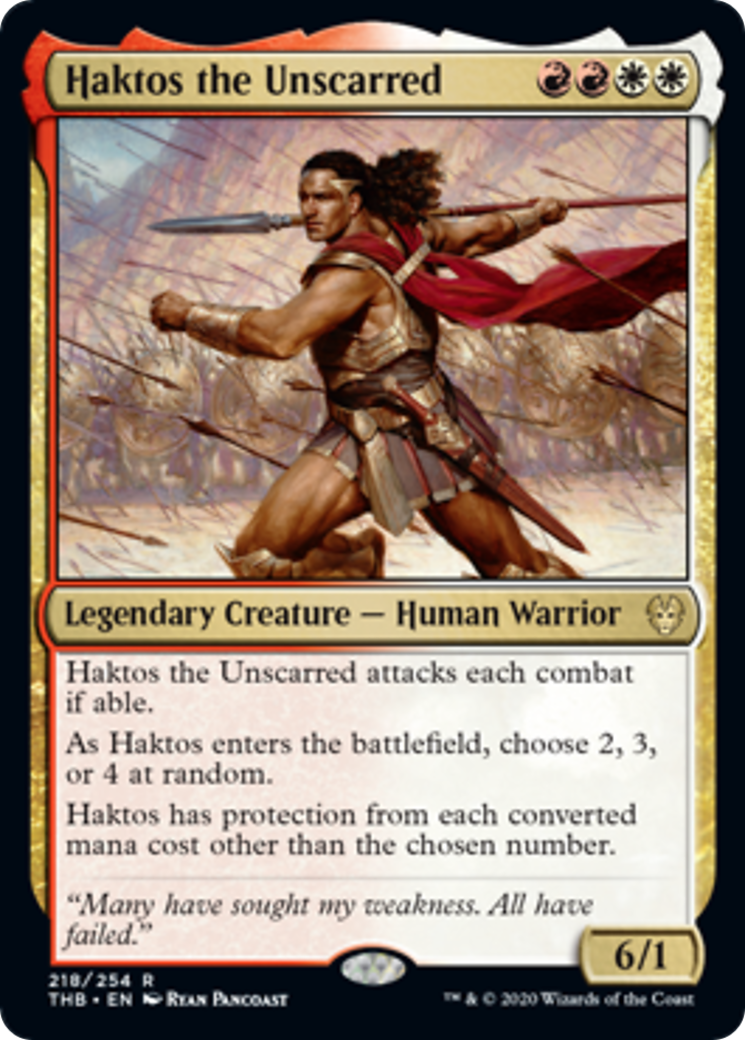 Haktos the Unscarred
Legendary Creature — Human Warrior
Haktos the Unscarred attacks each combat
if able.
As Haktos enters the battlefield, choose 2, 3,
or 4 at random.
Haktos has protection from each converted
mana cost other than the chosen number.
“Many have sought my weakness. All have
failed.”
6/1
218/254 R
THB • EN Ryan Pancoast
™ & © 2020 Wizards of the Coast